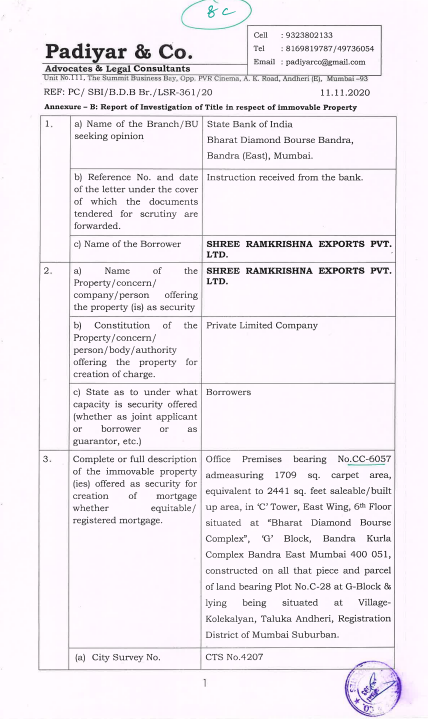 8c
Padiyar & Co.
Advocates & Legal Consultants
Cell : 9323802133
Tel : 8169819787/49736054
Email : padiyarco@gmail.com
Unit No.111, The Summit Business Bay, Opp. PVR Cinema, A. K. Road, Andheri (E), Mumbai -93
REF: PC/ SBI/B.D.B Br./LSR-361/20 11.11.2020
Annexure – B: Report of Investigation of Title in respect of immovable Property
1. a) Name of the Branch/BU
seeking opinion
State Bank of India
Bharat Diamond Bourse Bandra,
Bandra (East), Mumbai.
b) Reference No. and date
of the letter under the cover
of which the documents
tendered for scrutiny are
forwarded.
Instruction received from the bank.
c) Name of the Borrower
SHREE RAMKRISHNA EXPORTS PVT.
LTD.
2. a) Name of the
Property/concern/
company/person offering
the property (is) as security
SHREE RAMKRISHNA EXPORTS PVT.
LTD.
b) Constitution of the
Property/concern/
person/body/authority
offering the property for
creation of charge.
Private Limited Company
c) State as to under what
capacity is security offered
(whether as joint applicant
or borrower or as
guarantor, etc.)
Borrowers
3. Complete or full description
of the immovable property
(ies) offered as security for
creation of mortgage
whether equitable/
registered mortgage.
Office Premises bearing No.CC-6057
admeasuring 1709 sq. carpet area,
equivalent to 2441 sq. feet saleable/built
up area, in 'C' Tower, East Wing, 6th Floor
situated at "Bharat Diamond Bourse
Complex", 'G' Block, Bandra Kurla
Complex Bandra East Mumbai 400 051,
constructed on all that piece and parcel
of land bearing Plot No.C-28 at G-Block &
lying being situated at Village-
Kolekalyan, Taluka Andheri, Registration
District of Mumbai Suburban.
(a) City Survey No.
CTS No.4207
1